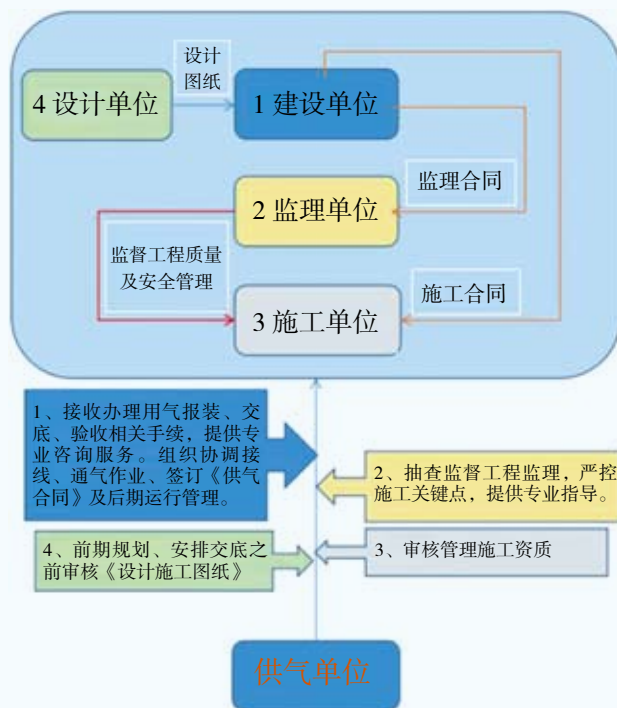 设计
图纸
4 设计单位
1 建设单位
监理合同
2 监理单位
监督工程质量
及安全管理
施工合同
3 施工单位
1、接收办理用气报装、交
底、验收相关手续，提供专
业咨询服务。组织协调接
线、通气作业、签订《供气
合同》及后期运行管理。
2、抽查监督工程监理，严控
施工关键点，提供专业指导。
4、前期规划、安排交底之
前审核《设计施工图纸》
3、审核管理施工资质
供气单位